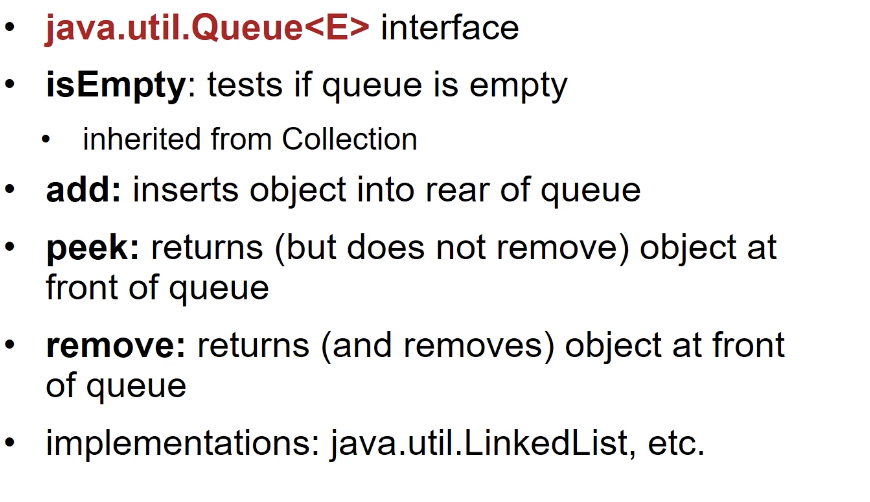 • java.util.Queue<E> interface
• isEmpty: tests if queue is empty
• inherited from Collection
• add: inserts object into rear of queue
• peek: returns (but does not remove) object at
front of queue
• remove: returns (and removes) object at front
of queue
• implementations: java.util.LinkedList, etc.